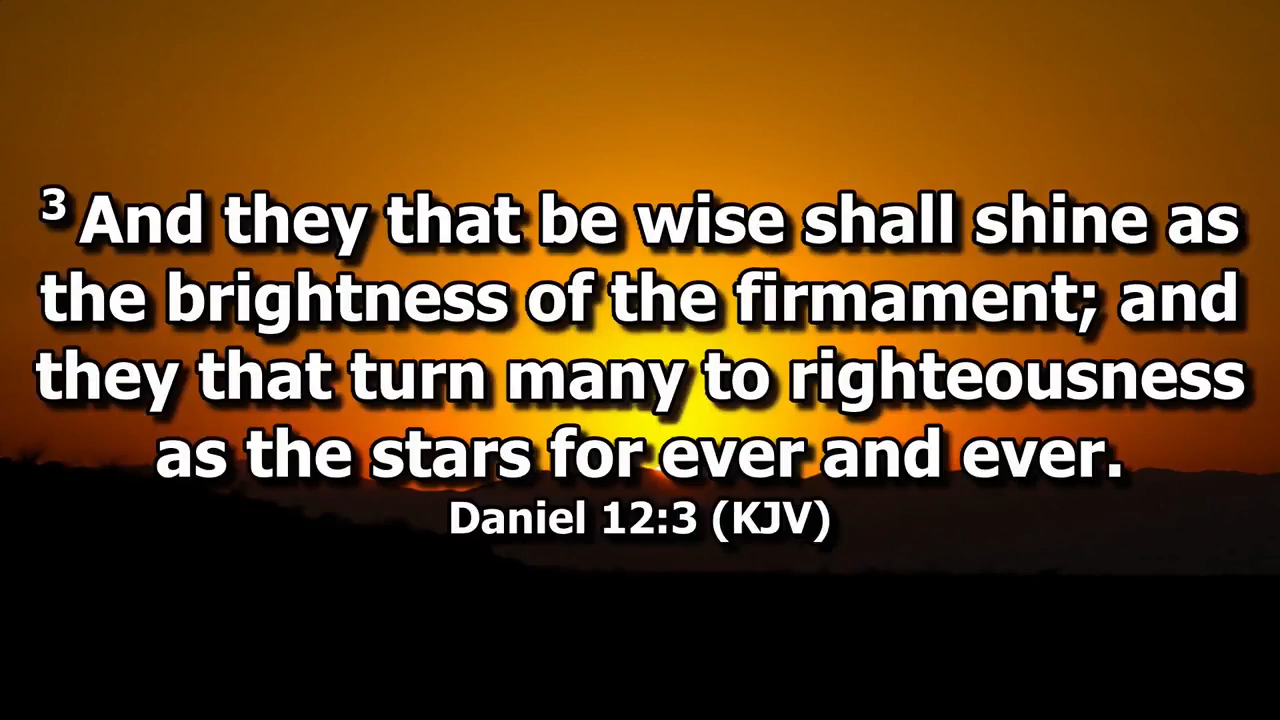 3 And they that be wise shall shine as
the brightness of the firmament; and
they that turn many to righteousness
as the stars for ever and ever.
Daniel 12:3 (KJV)